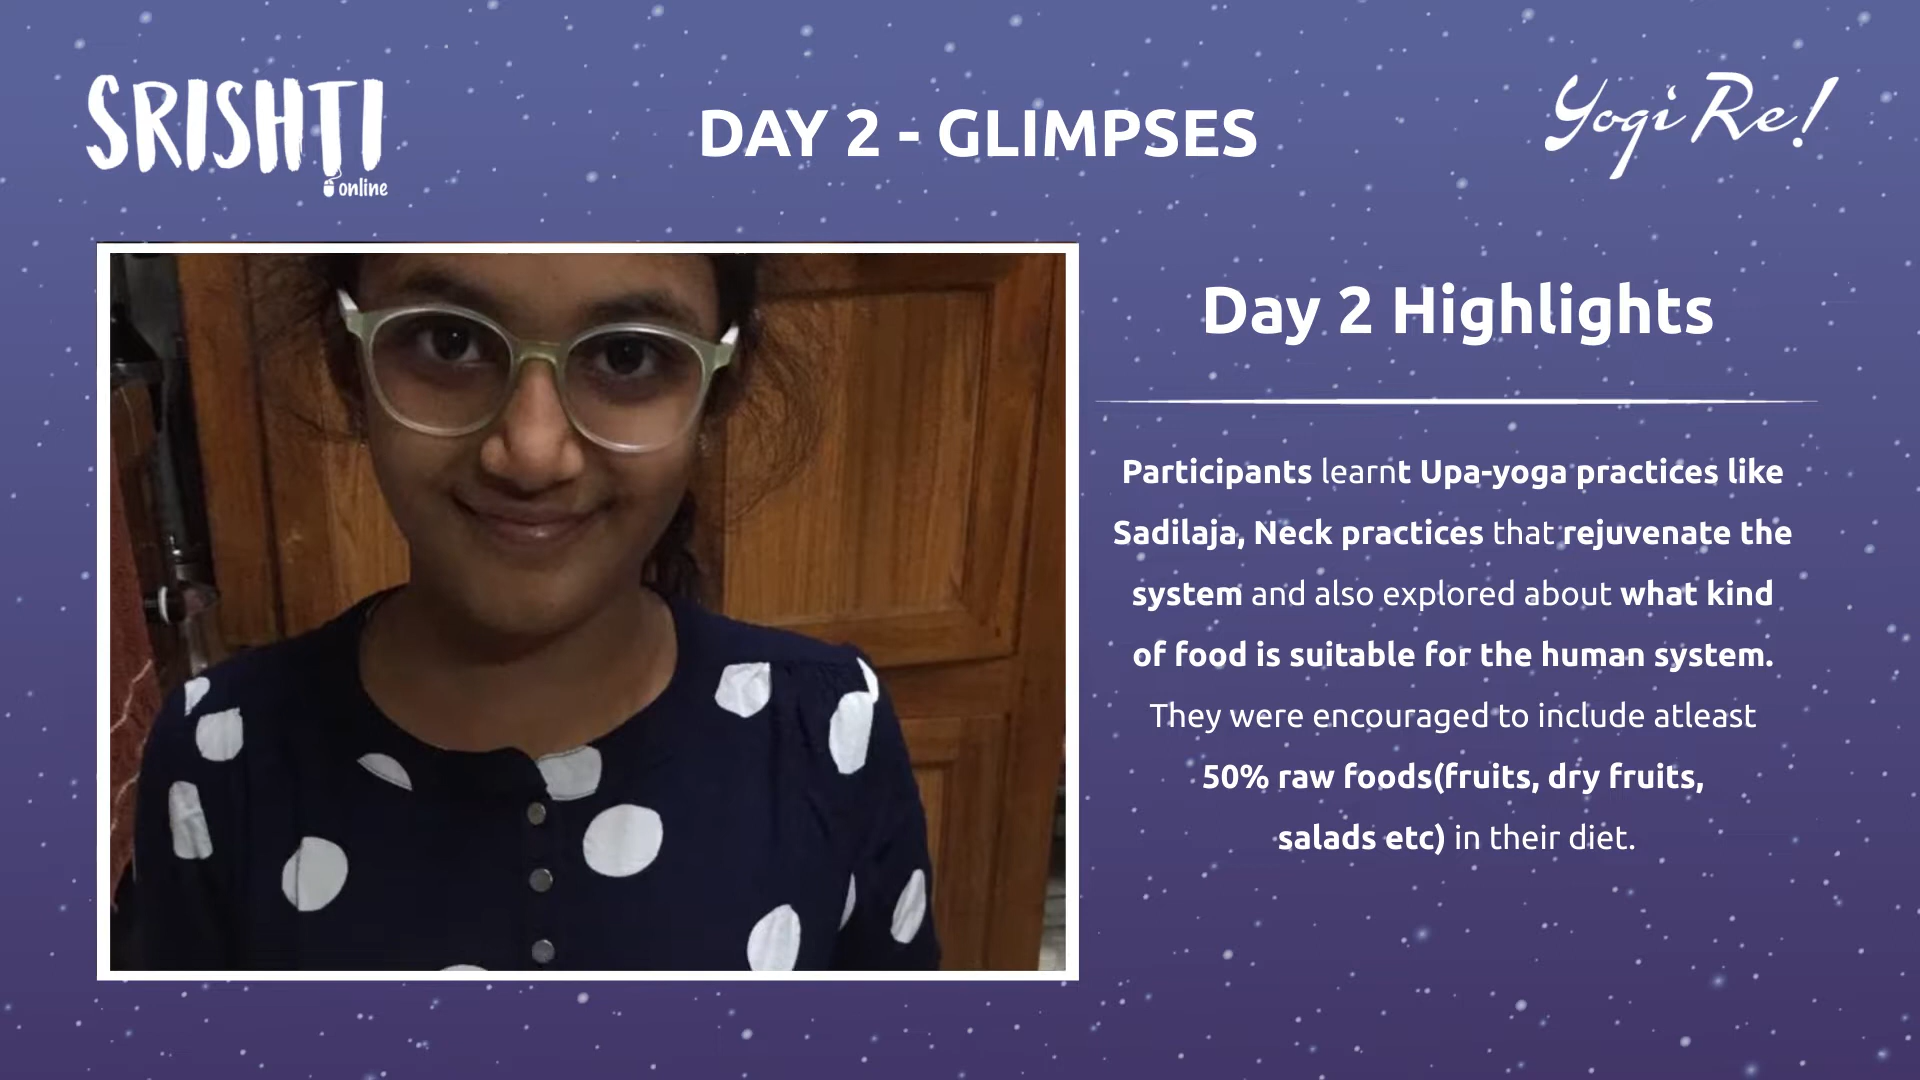 SRISHTI
online
DAY 2 - GLIMPSES
Yogi Re!
Day 2 Highlights
Participants learnt Upa-yoga practices like
Sadilaja, Neck practices that rejuvenate the
system and also explored about what kind
of food is suitable for the human system.
They were encouraged to include atleast
50% raw foods(fruits, dry fruits,
salads etc) in their diet.